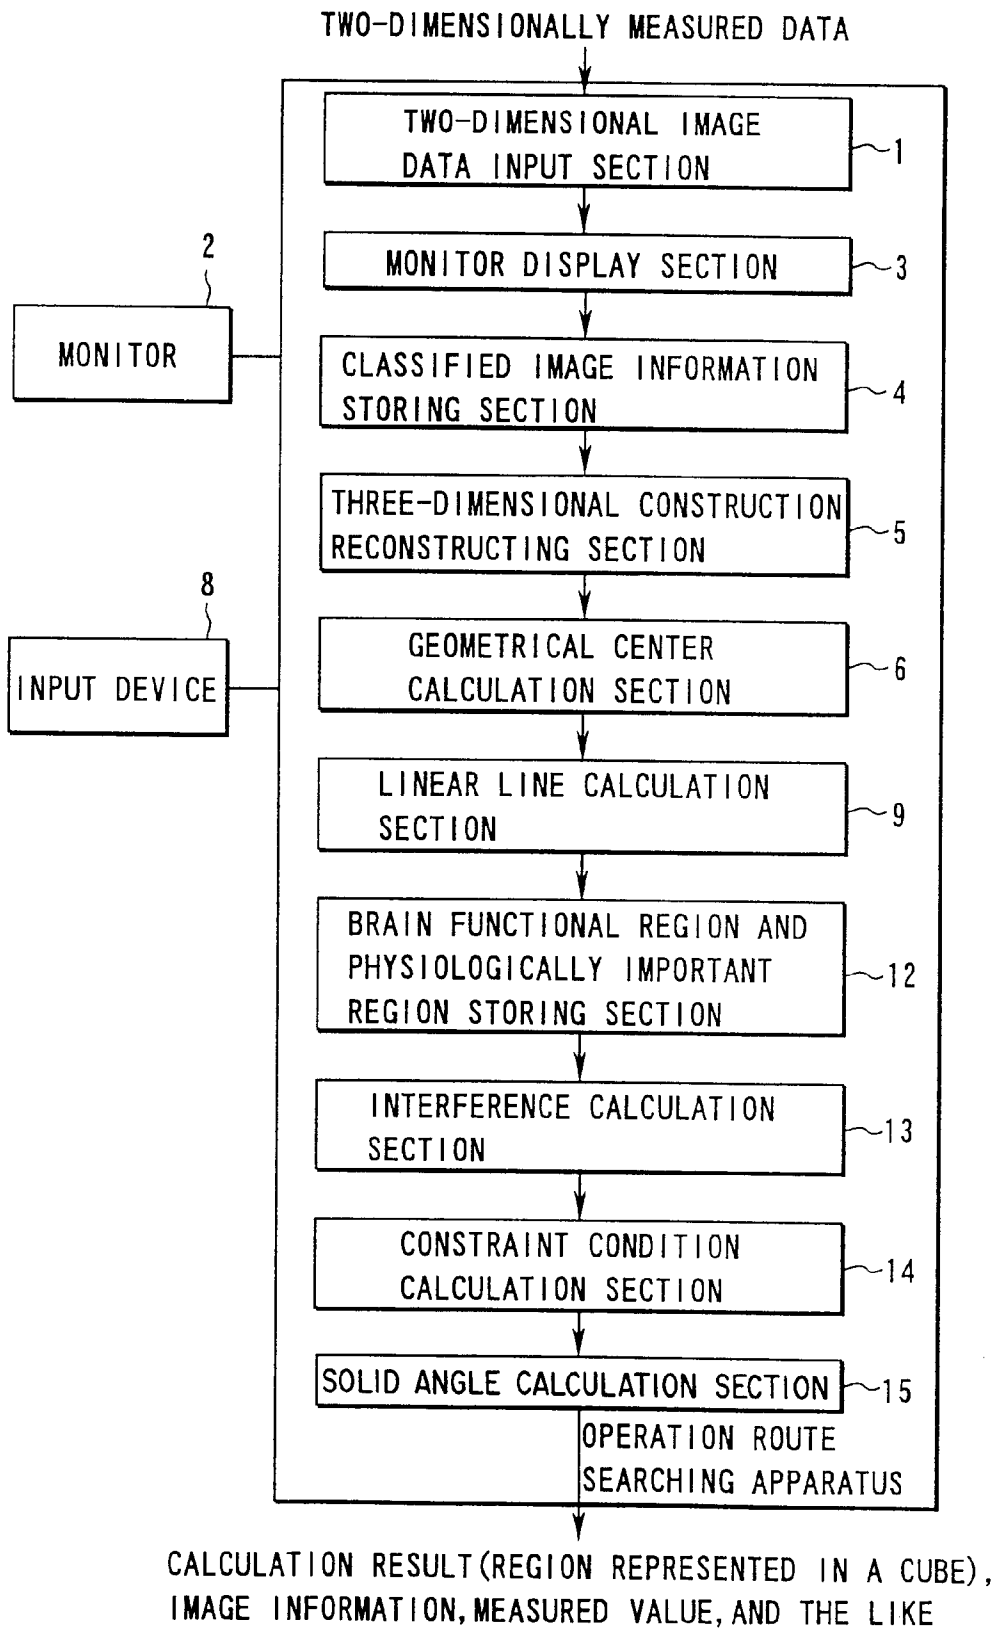 TWO-DIMENSIONALLY MEASURED DATA
TWO-DIMENSIONAL IMAGE
DATA INPUT SECTION
1
MONITOR DISPLAY SECTION
3
2
MONITOR
CLASSIFIED IMAGE INFORMATION
STORING SECTION
4
THREE-DIMENSIONAL CONSTRUCTION
RECONSTRUCTING SECTION
5
8
INPUT DEVICE
GEOMETRICAL CENTER
CALCULATION SECTION
6
LINEAR LINE CALCULATION
SECTION
9
BRAIN FUNCTIONAL REGION AND
PHYSIOLOGICALLY IMPORTANT
REGION STORING SECTION
12
INTERFERENCE CALCULATION
SECTION
13
CONSTRAINT CONDITION
CALCULATION SECTION
14
SOLID ANGLE CALCULATION SECTION
15
OPERATION ROUTE
SEARCHING APPARATUS
CALCULATION RESULT (REGION REPRESENTED IN A CUBE),
IMAGE INFORMATION, MEASURED VALUE, AND THE LIKE